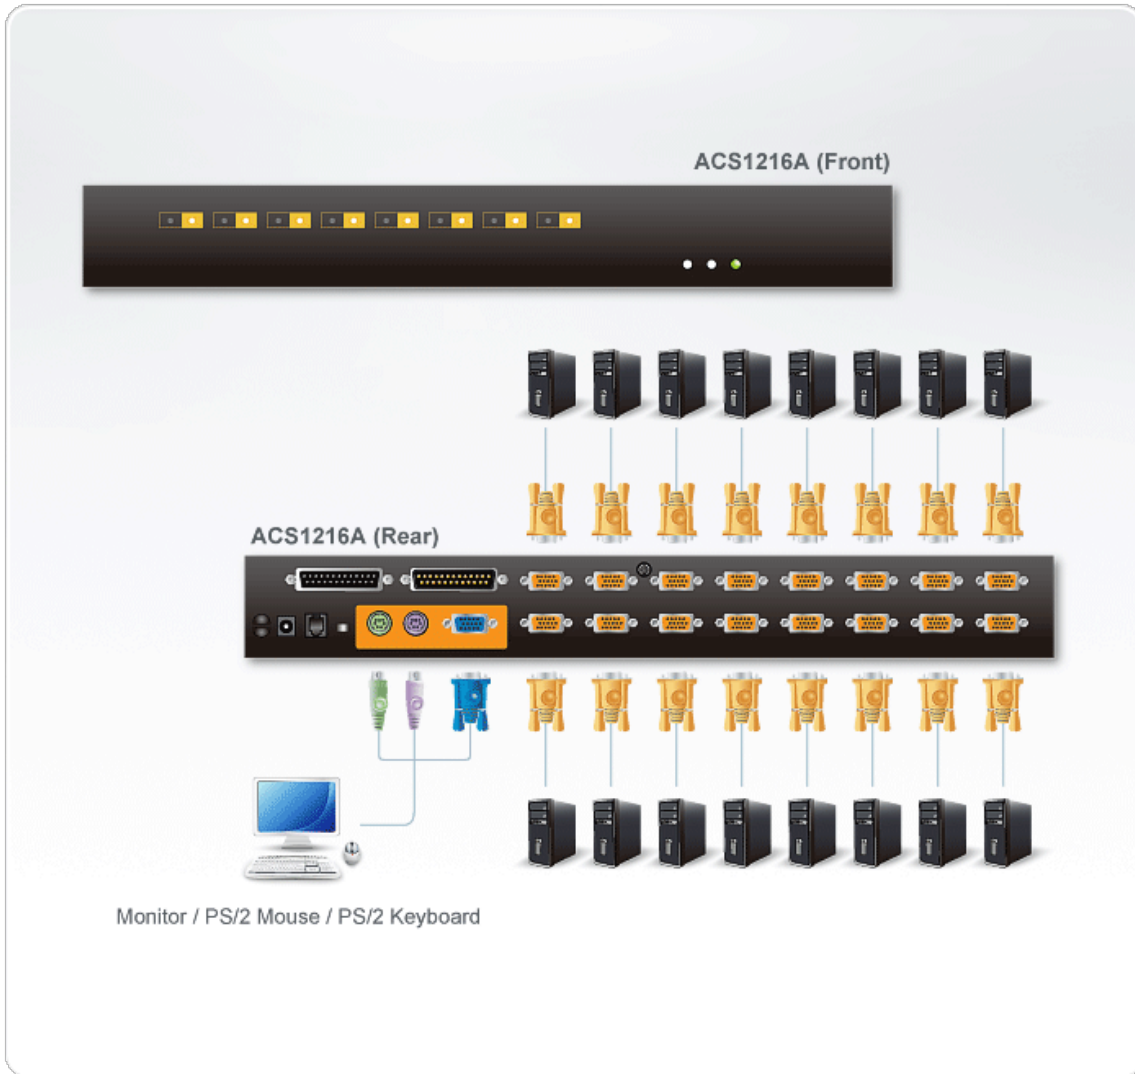 ACS1216A (Front)
ACS1216A (Rear)
Monitor / PS/2 Mouse / PS/2 Keyboard